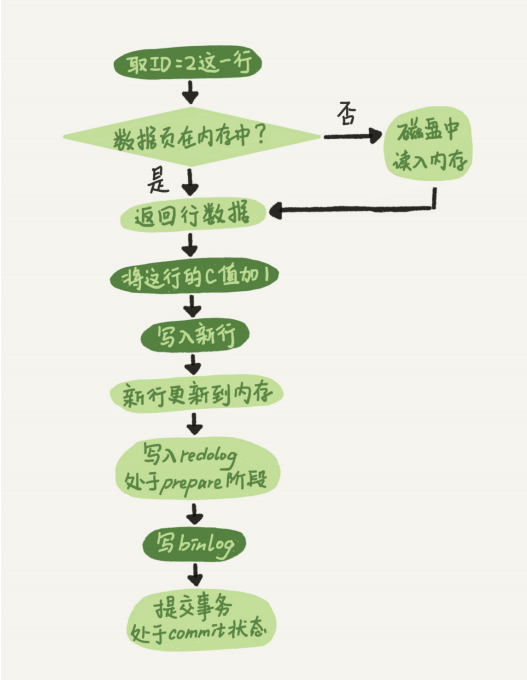 取ID=2这一行
数据页在内存中？
否
磁盘中
读入内存
是
返回行数据
将这行的C值加1
写入新行
新行更新到内存
写入redolog
处于prepare阶段
写binlog
提交事务
处于commit状态